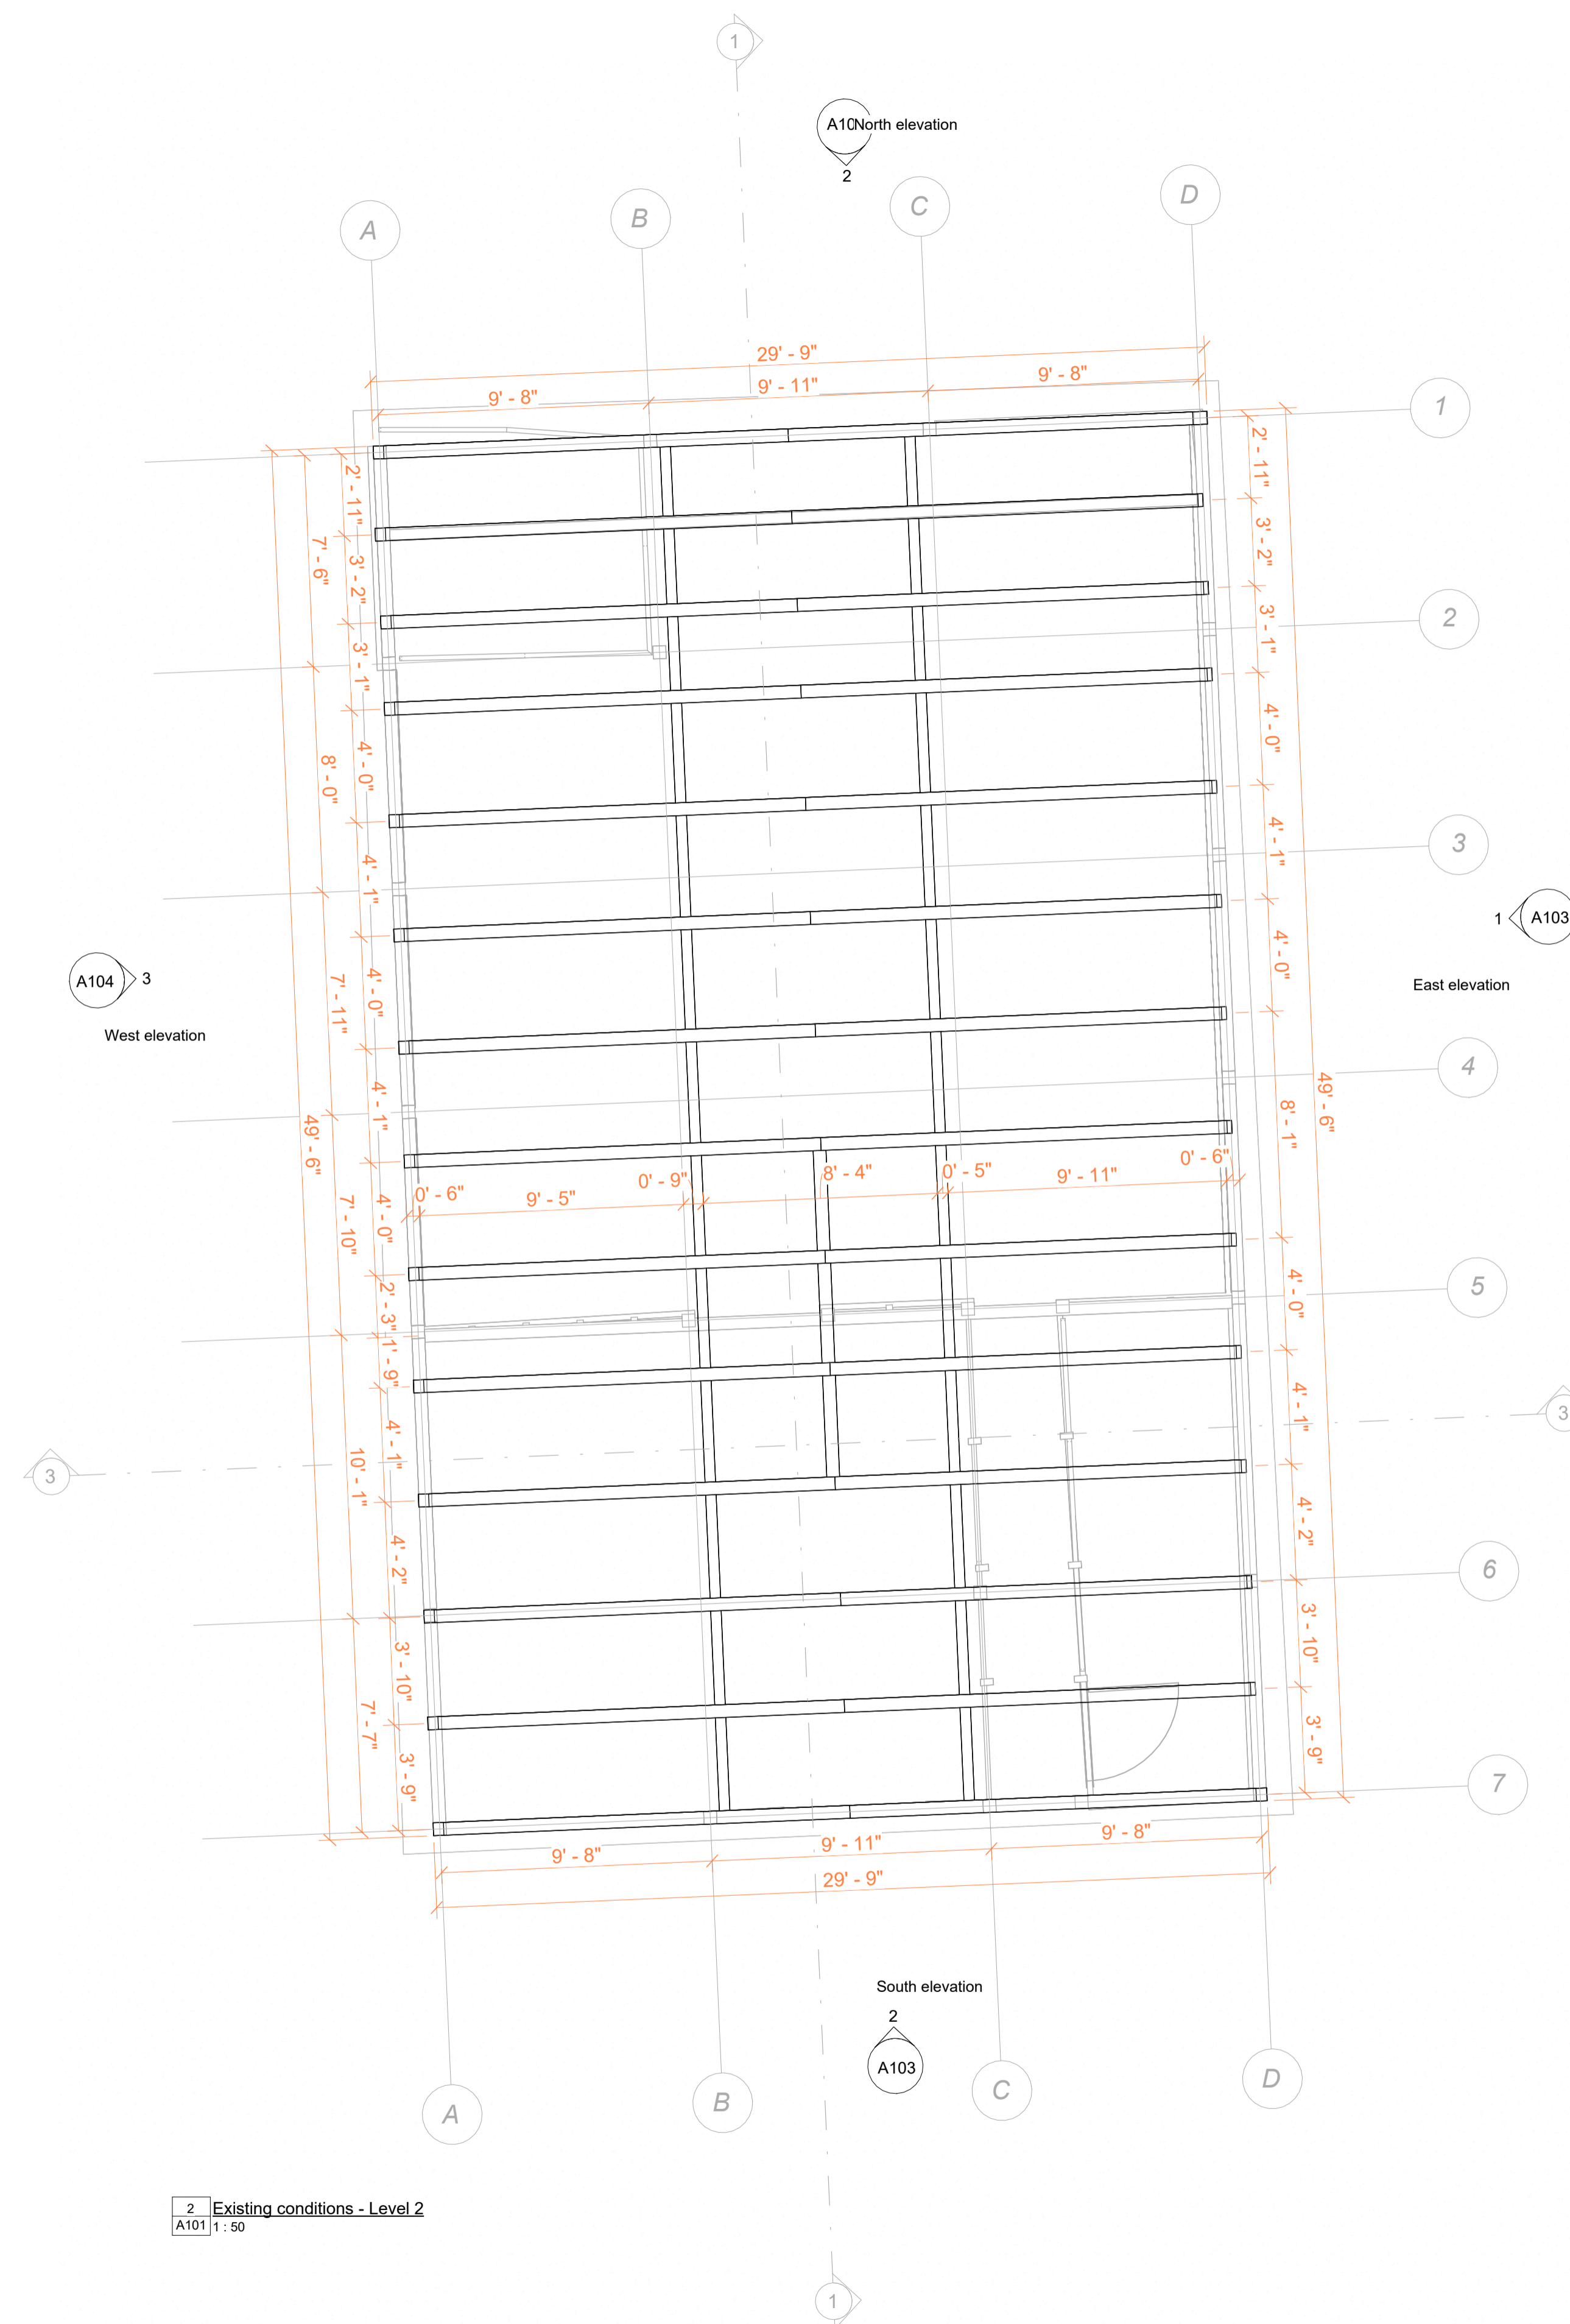 1
A10North elevation
2
A
B
C
D
29' - 9"
9' - 8"
9' - 11"
9' - 8"
1
2' - 11"
2' - 11"
7' - 6"
3' - 2"
3' - 2"
2
3' - 1"
3' - 1"
8' - 0"
4' - 0"
4' - 0"
3
4' - 1"
4' - 1"
1
A103
East elevation
A104
3
West elevation
7' - 11"
4' - 0"
4' - 0"
4
49' - 6"
49' - 6"
4' - 1"
8' - 1"
0' - 6"
9' - 5"
0' - 9"
8' - 4"
0' - 5"
9' - 11"
0' - 6"
7' - 10"
4' - 0"
4' - 0"
5
2' - 3"
1' - 9"
4' - 1"
4' - 1"
3
3
10' - 1"
4' - 2"
4' - 2"
6
3' - 10"
3' - 10"
7' - 7"
3' - 9"
3' - 9"
7
9' - 8"
9' - 11"
9' - 8"
29' - 9"
South elevation
2
A103
A
B
C
D
2
Existing conditions - Level 2
A101
1 : 50
1